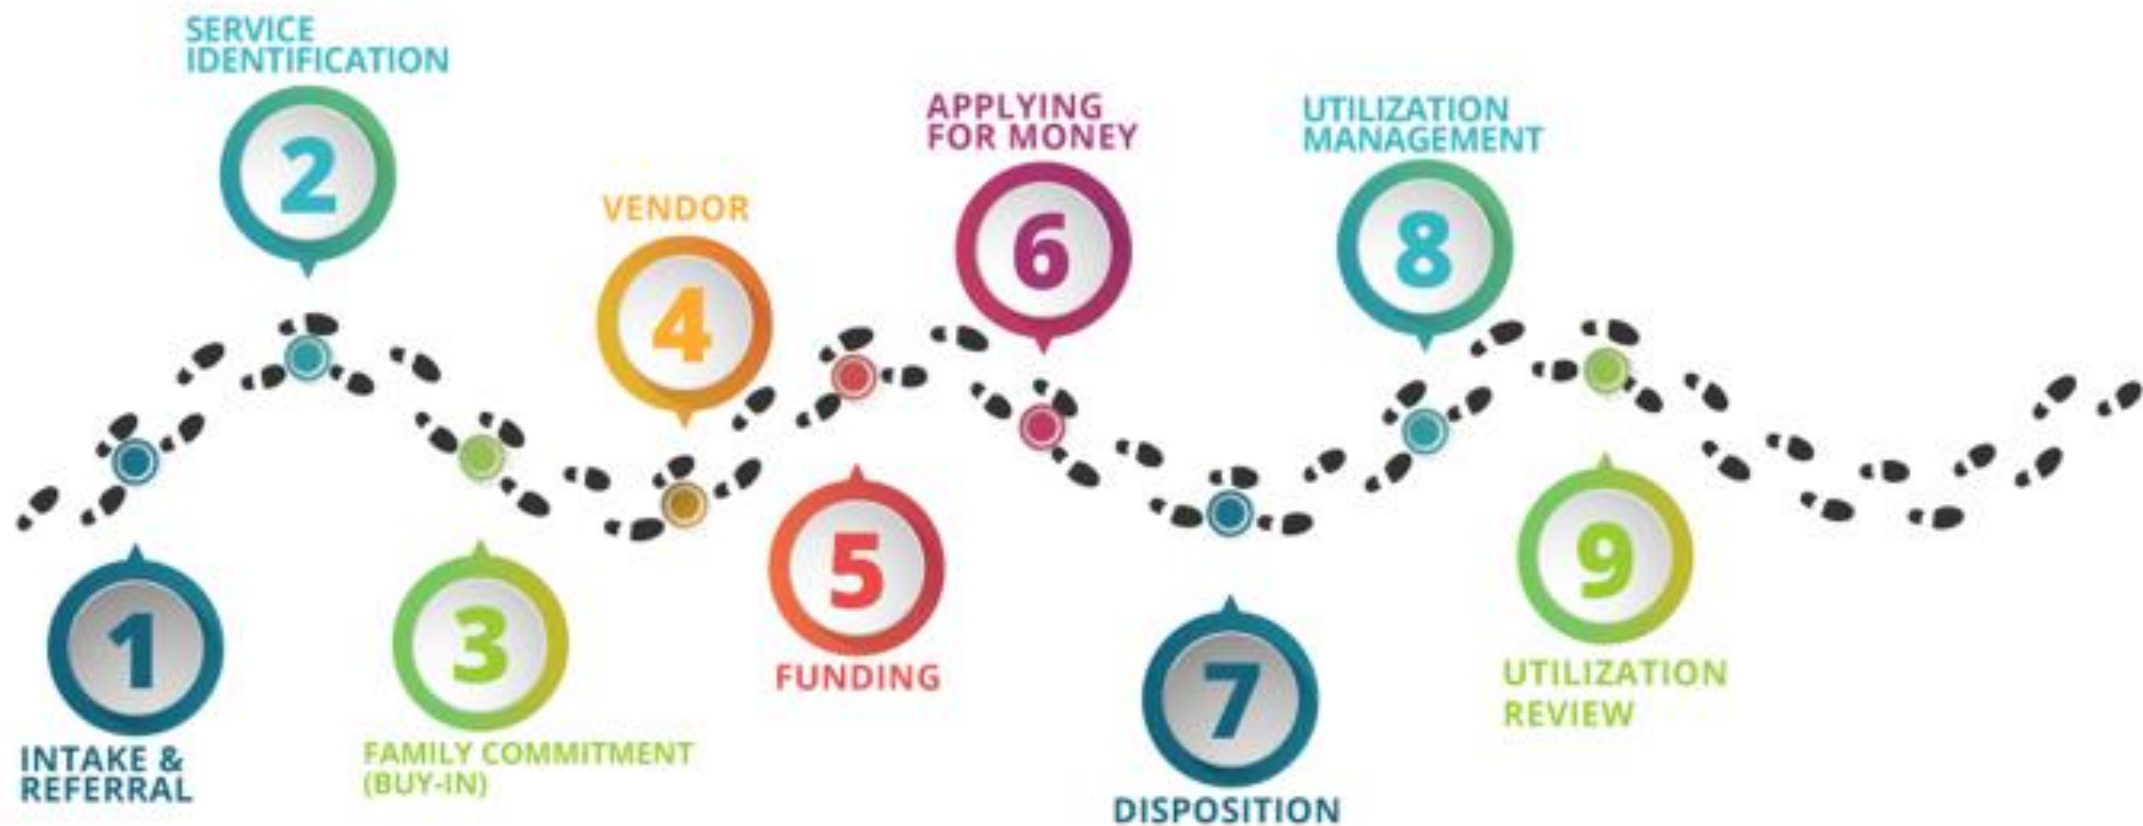 1
INTAKE &
REFERRAL
SERVICE
IDENTIFICATION
2
3
FAMILY COMMITMENT
(BUY-IN)
VENDOR
4
5
FUNDING
APPLYING
FOR MONEY
6
7
DISPOSITION
UTILIZATION
MANAGEMENT
8
9
UTILIZATION
REVIEW